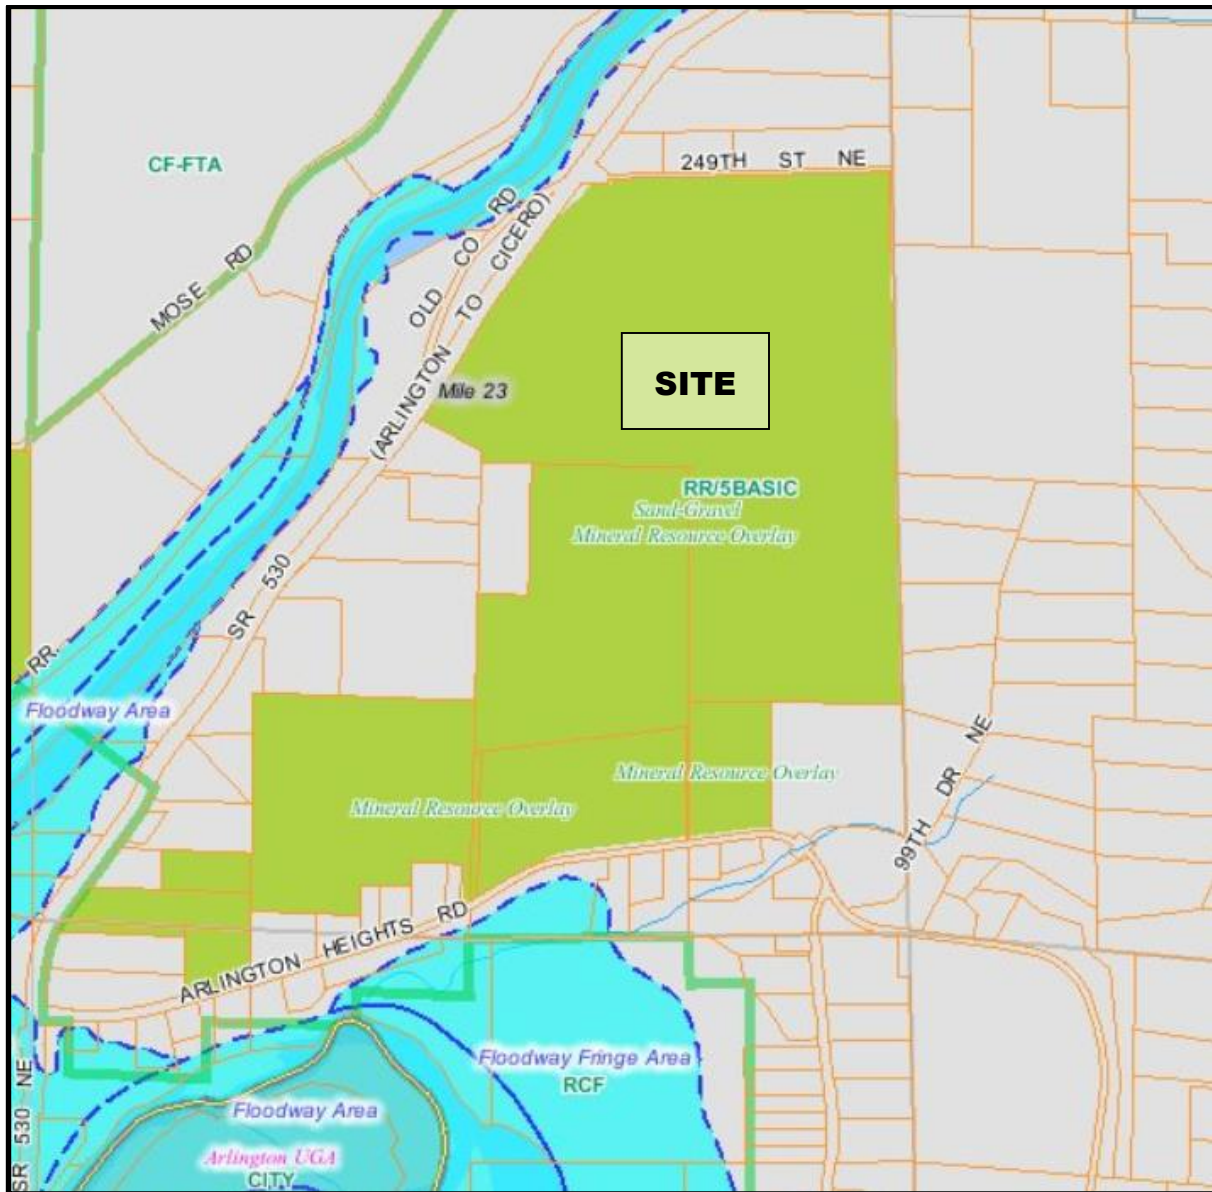 249TH ST NE
CF-FTA
OLD CO RD
MOSE RD
(ARLINGTON TO CICERO)
SITE
Mile 23
RR/5BASIC
Sand-Gravel
Mineral Resource Overlay
SR 530
RR.
Floodway Area
99TH DR NE
Mineral Resource Overlay
Mineral Resource Overlay
ARLINGTON HEIGHTS RD
Floodway Fringe Area
RCF
SR 530 NE
Floodway Area
Arlington UGA
CITY